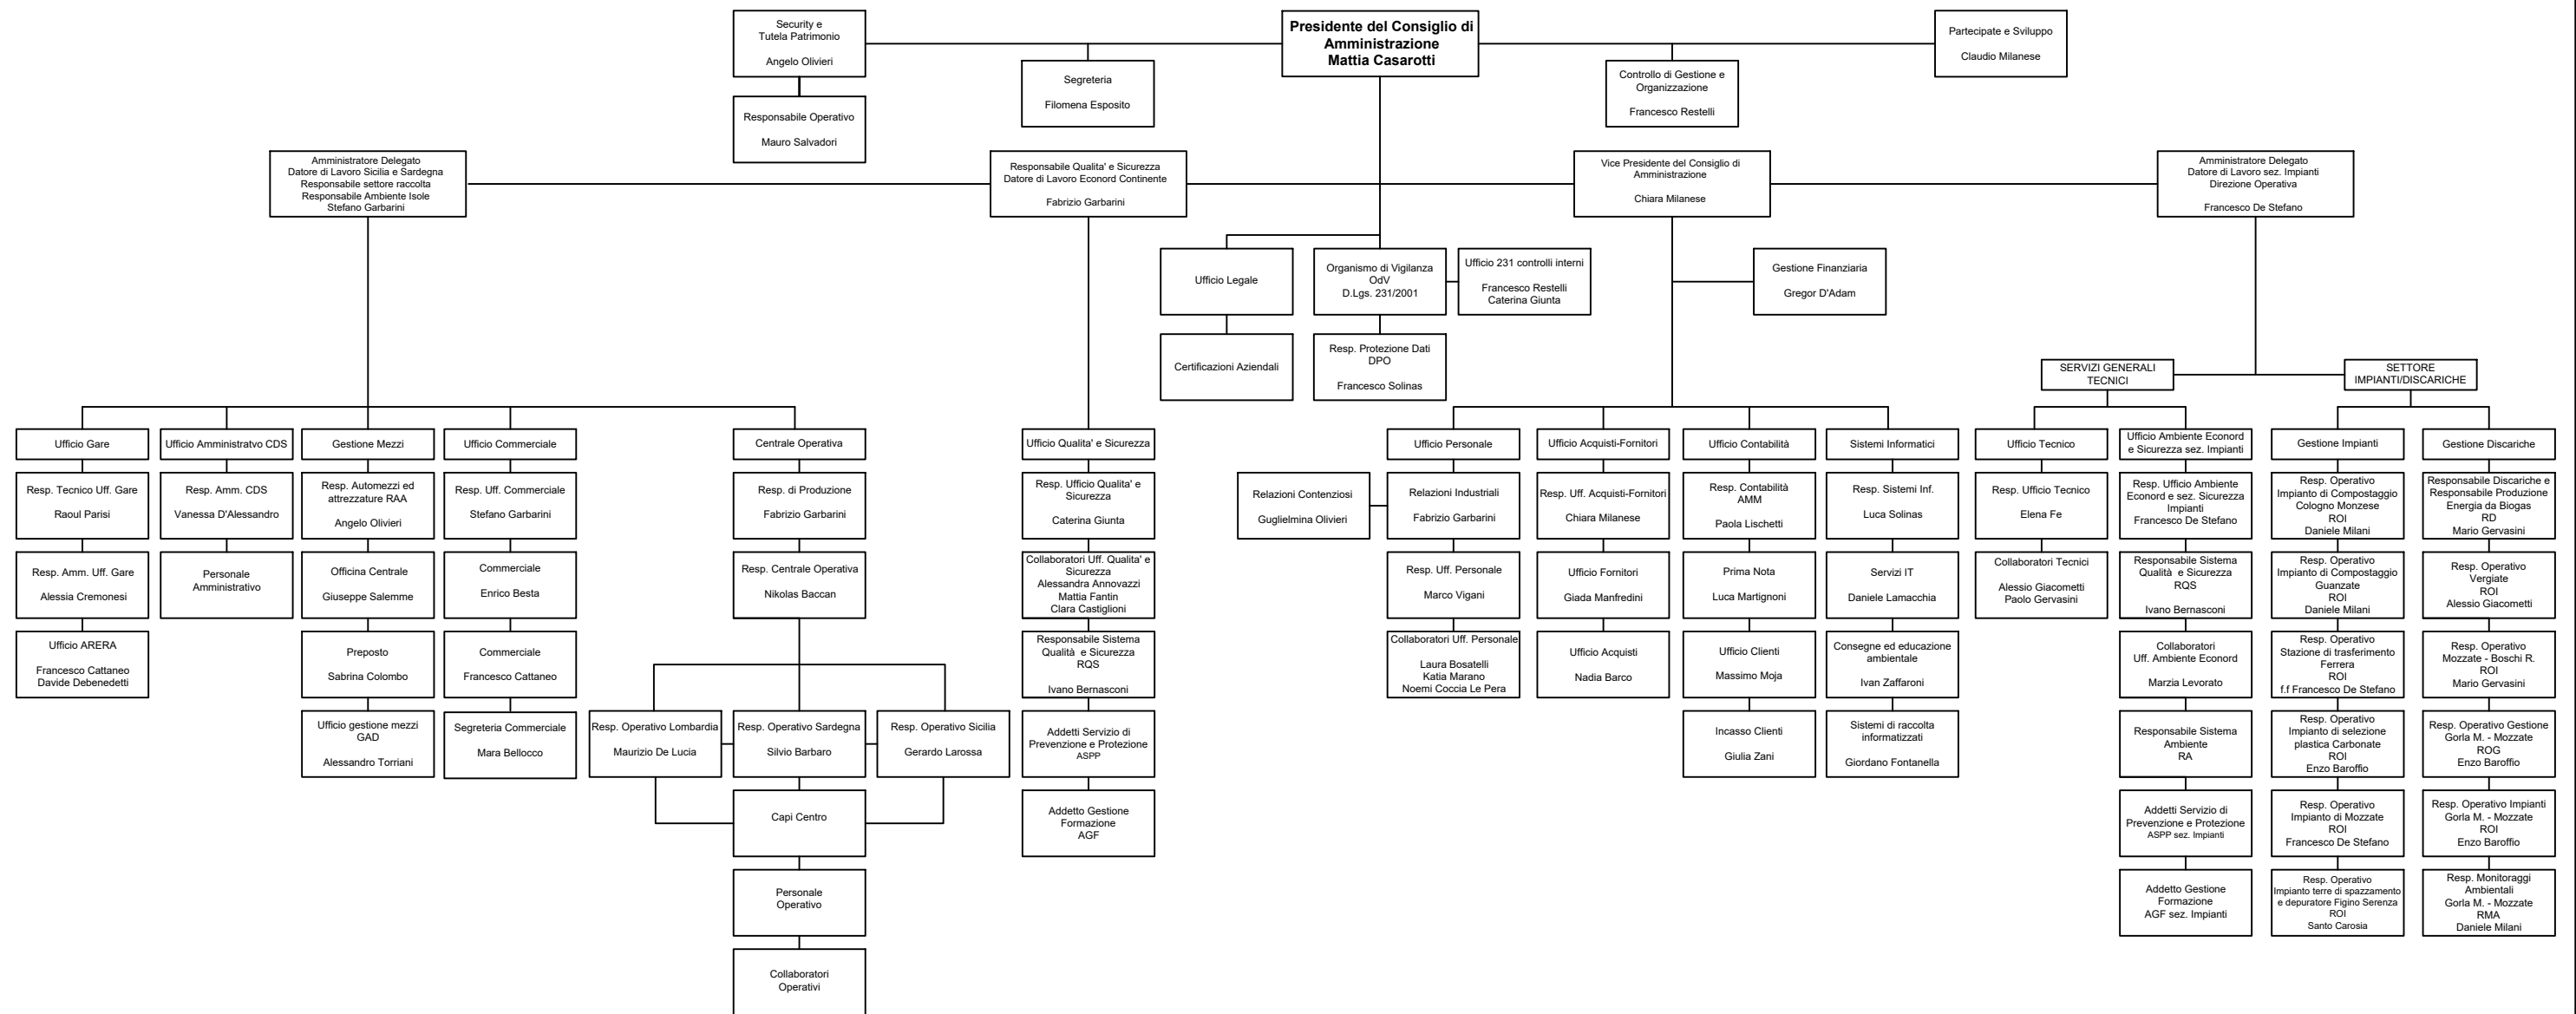 Security e
Tutela Patrimonio
Angelo Olivieri
Presidente del Consiglio di
Amministrazione
Mattia Casarotti
Partecipate e Sviluppo
Claudio Milanese
Segreteria
Filomena Esposito
Controllo di Gestione e
Organizzazione
Francesco Restelli
Responsabile Operativo
Mauro Salvadori
Amministratore Delegato
Datore di Lavoro Sicilia e Sardegna
Responsabile settore raccolta
Responsabile Ambiente Isole
Stefano Garbarini
Responsabile Qualita' e Sicurezza
Datore di Lavoro Econord Continente
Fabrizio Garbarini
Vice Presidente del Consiglio di
Amministrazione
Chiara Milanese
Amministratore Delegato
Datore di Lavoro sez. Impianti
Direzione Operativa
Francesco De Stefano
Ufficio Legale
Organismo di Vigilanza
OdV
D.Lgs. 231/2001
Ufficio 231 controlli interni
Francesco Restelli
Caterina Giunta
Gestione Finanziaria
Gregor D'Adam
Certificazioni Aziendali
Resp. Protezione Dati
DPO
Francesco Solinas
SERVIZI GENERALI
TECNICI
SETTORE
IMPIANTI/DISCARICHE
Ufficio Gare
Resp. Tecnico Uff. Gare
Raoul Parisi
Resp. Amm. Uff. Gare
Alessia Cremonesi
Ufficio ARERA
Francesco Cattaneo
Davide Debenedetti
Ufficio Amministratvo CDS
Resp. Amm. CDS
Vanessa D'Alessandro
Personale
Amministrativo
Gestione Mezzi
Resp. Automezzi ed
attrezzature RAA
Angelo Olivieri
Officina Centrale
Giuseppe Salemme
Preposto
Sabrina Colombo
Ufficio gestione mezzi
GAD
Alessandro Torriani
Ufficio Commerciale
Resp. Uff. Commerciale
Stefano Garbarini
Commerciale
Enrico Besta
Commerciale
Francesco Cattaneo
Segreteria Commerciale
Mara Bellocco
Centrale Operativa
Resp. di Produzione
Fabrizio Garbarini
Resp. Centrale Operativa
Nikolas Baccan
Resp. Operativo Lombardia
Maurizio De Lucia
Resp. Operativo Sardegna
Silvio Barbaro
Resp. Operativo Sicilia
Gerardo Larossa
Capi Centro
Personale
Operativo
Collaboratori
Operativi
Ufficio Qualita' e Sicurezza
Resp. Ufficio Qualita' e
Sicurezza
Caterina Giunta
Collaboratori Uff. Qualita' e
Sicurezza
Alessandra Annovazzi
Mattia Fantin
Clara Castiglioni
Responsabile Sistema
Qualità e Sicurezza
RQS
Ivano Bernasconi
Addetti Servizio di
Prevenzione e Protezione
ASPP
Addetto Gestione
Formazione
AGF
Relazioni Contenziosi
Guglielmina Olivieri
Ufficio Personale
Relazioni Industriali
Fabrizio Garbarini
Resp. Uff. Personale
Marco Vigani
Collaboratori Uff. Personale
Laura Bosatelli
Katia Marano
Noemi Coccia Le Pera
Ufficio Acquisti-Fornitori
Resp. Uff. Acquisti-Fornitori
Chiara Milanese
Ufficio Fornitori
Giada Manfredini
Ufficio Acquisti
Nadia Barco
Ufficio Contabilità
Resp. Contabilità
AMM
Paola Lischetti
Prima Nota
Luca Martignoni
Ufficio Clienti
Massimo Moja
Incasso Clienti
Giulia Zani
Sistemi Informatici
Resp. Sistemi Inf.
Luca Solinas
Servizi IT
Daniele Lamacchia
Consegne ed educazione
ambientale
Ivan Zaffaroni
Sistemi di raccolta
informatizzati
Giordano Fontanella
Ufficio Tecnico
Resp. Ufficio Tecnico
Elena Fe
Collaboratori Tecnici
Alessio Giacometti
Paolo Gervasini
Ufficio Ambiente Econord
e Sicurezza sez. Impianti
Resp. Ufficio Ambiente
Econord e sez. Sicurezza
Impianti
Francesco De Stefano
Responsabile Sistema
Qualità e Sicurezza
RQS
Ivano Bernasconi
Collaboratori
Uff. Ambiente Econord
Marzia Levorato
Responsabile Sistema
Ambiente
RA
Addetti Servizio di
Prevenzione e Protezione
ASPP sez. Impianti
Addetto Gestione
Formazione
AGF sez. Impianti
Gestione Impianti
Resp. Operativo
Impianto di Compostaggio
Cologno Monzese
ROI
Daniele Milani
Resp. Operativo
Impianto di Compostaggio
Guanzate
ROI
Daniele Milani
Resp. Operativo
Stazione di trasferimento
Ferrera
ROI
f.f Francesco De Stefano
Resp. Operativo
Impianto di selezione
plastica Carbonate
ROI
Enzo Baroffio
Resp. Operativo
Impianto di Mozzate
ROI
Francesco De Stefano
Resp. Operativo
Impianto terre di spazzamento
e depuratore Figino Serenza
ROI
Santo Carosia
Gestione Discariche
Responsabile Discariche e
Responsabile Produzione
Energia da Biogas
RD
Mario Gervasini
Resp. Operativo
Vergiate
ROI
Alessio Giacometti
Resp. Operativo
Mozzate - Boschi R.
ROI
Mario Gervasini
Resp. Operativo Gestione
Gorla M. - Mozzate
ROG
Enzo Baroffio
Resp. Operativo Impianti
Gorla M. - Mozzate
ROI
Enzo Baroffio
Resp. Monitoraggi
Ambientali
Gorla M. - Mozzate
RMA
Daniele Milani